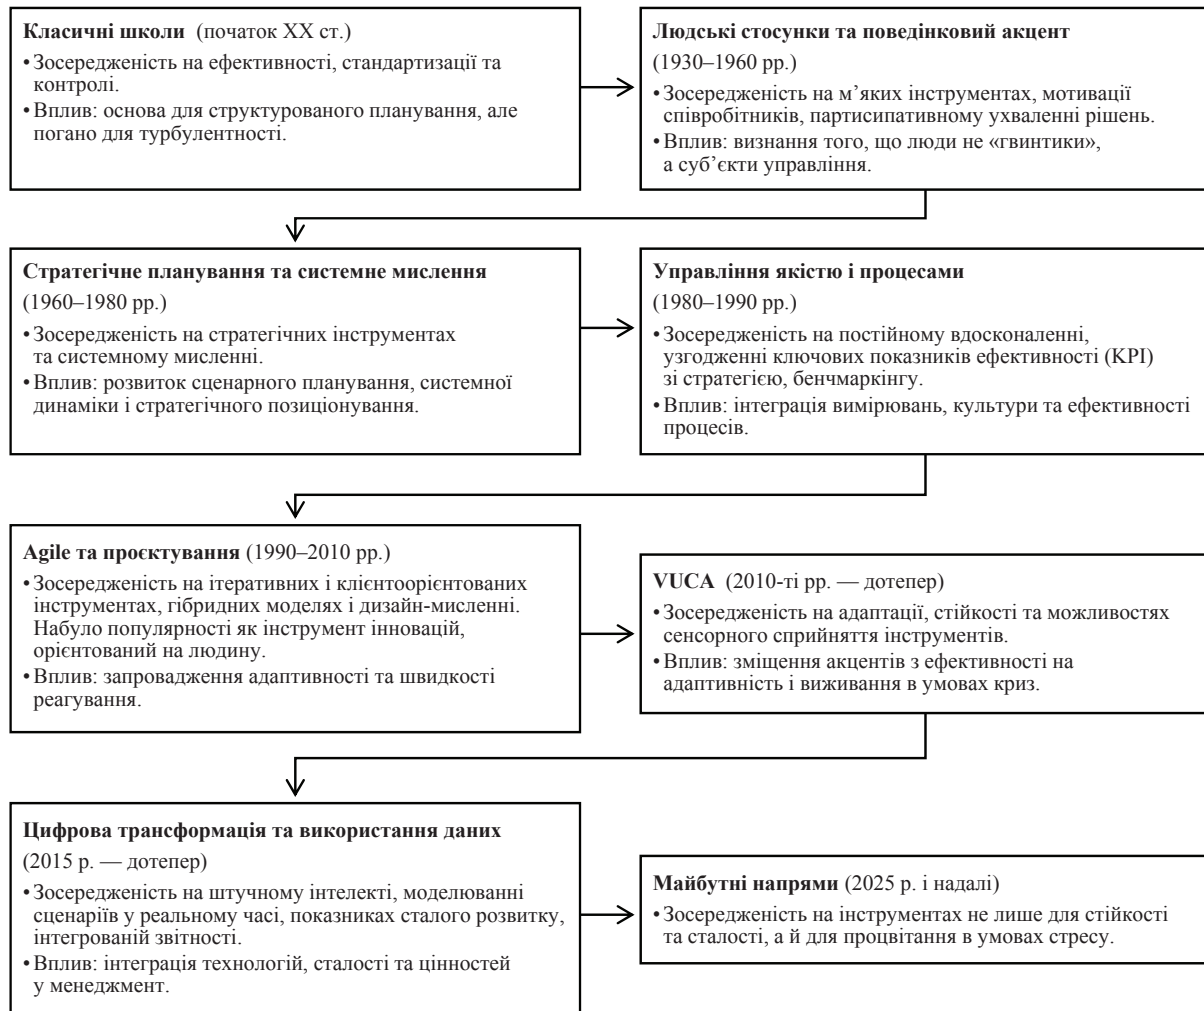 Класичні школи (початок ХХ ст.)
• Зосередженість на ефективності, стандартизації та
контролі.
• Вплив: основа для структурованого планування, але
погано для турбулентності.
Людські стосунки та поведінковий акцент
(1930–1960 рр.)
• Зосередженість на м’яких інструментах, мотивації
співробітників, партисипативному ухваленні рішень.
• Вплив: визнання того, що люди не «гвинтики»,
а суб’єкти управління.
Стратегічне планування та системне мислення
(1960–1980 рр.)
• Зосередженість на стратегічних інструментах
та системному мисленні.
• Вплив: розвиток сценарного планування, системної
динаміки і стратегічного позиціонування.
Управління якістю і процесами
(1980–1990 рр.)
• Зосередженість на постійному вдосконаленні,
узгодженні ключових показників ефективності (KPI)
зі стратегією, бенчмаркінгу.
• Вплив: інтеграція вимірювань, культури та ефективності
процесів.
Agile та проєктування (1990–2010 рр.)
• Зосередженість на ітеративних і клієнтоорієнтованих
інструментах, гібридних моделях і дизайн-мисленні.
Набуло популярності як інструмент інновацій,
орієнтований на людину.
• Вплив: запровадження адаптивності та швидкості
реагування.
VUCA (2010-ті рр. — дотепер)
• Зосередженість на адаптації, стійкості та можливостях
сенсорного сприйняття інструментів.
• Вплив: зміщення акцентів з ефективності на
адаптивність і виживання в умовах криз.
Цифрова трансформація та використання даних
(2015 р. — дотепер)
• Зосередженість на штучному інтелекті, моделюванні
сценаріїв у реальному часі, показниках сталого розвитку,
інтегрованій звітності.
• Вплив: інтеграція технологій, сталості та цінностей
у менеджмент.
Майбутні напрями (2025 р. і надалі)
• Зосередженість на інструментах не лише для стійкості
та сталості, а й для процвітання в умовах стресу.